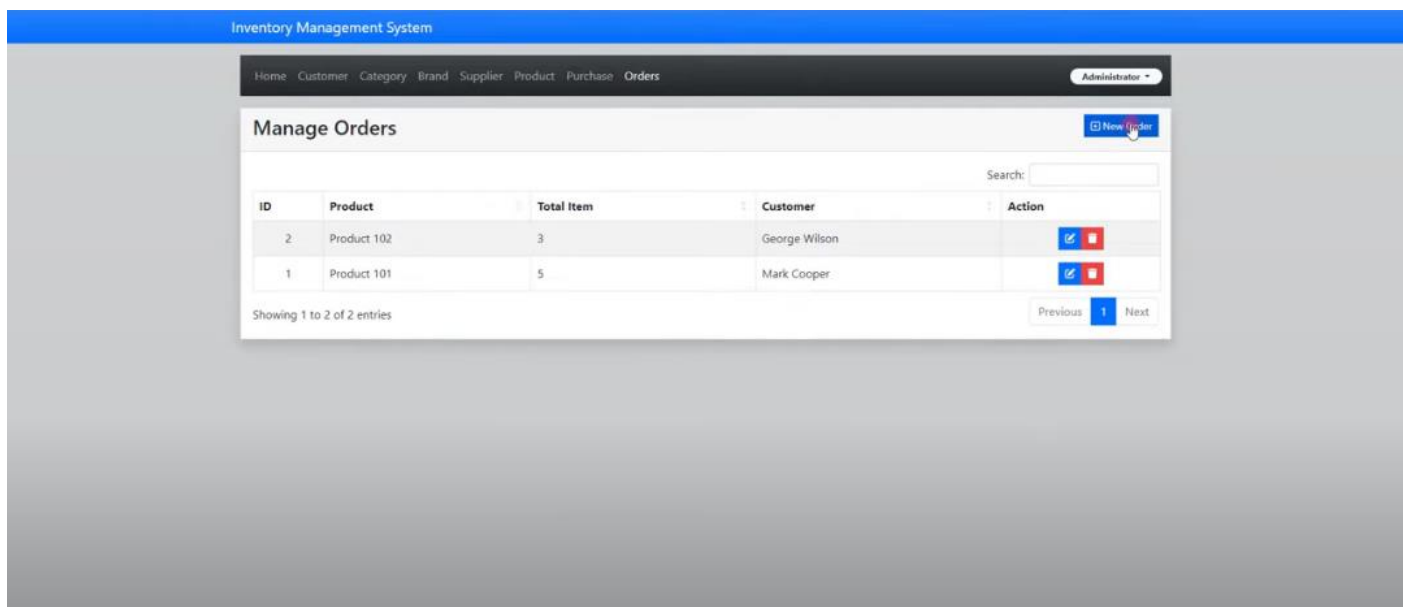 Inventory Management System
Home Customer Category Brand Supplier Product Purchase Orders Administrator
Manage Orders New Order
Search:
ID Product Total Item Customer Action
2 Product 102 3 George Wilson
1 Product 101 5 Mark Cooper
Showing 1 to 2 of 2 entries Previous 1 Next